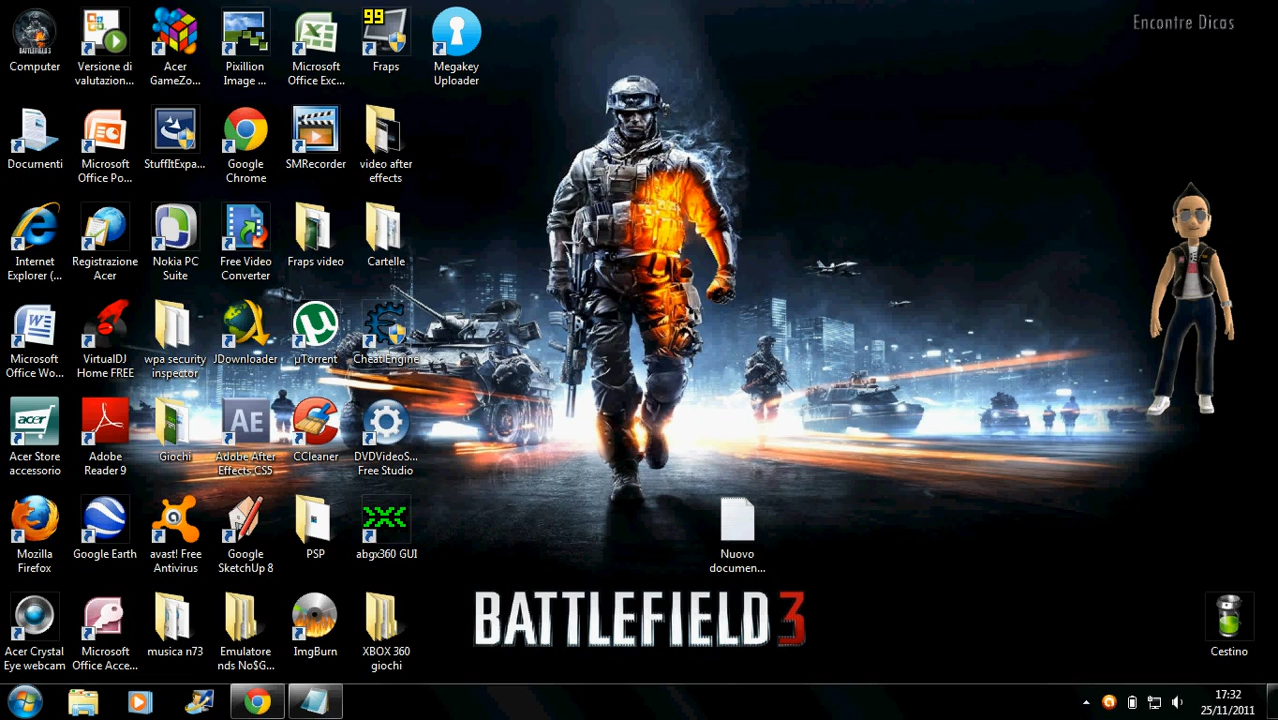 Encontre Dicas
99
Computer
Versione di
valutazion...
Acer
GameZo...
Pixillion
Image ...
Microsoft
Office Exc...
Fraps
Megakey
Uploader
Documenti
Microsoft
Office Po...
StuffItExpa...
Google
Chrome
SMRecorder
video after
effects
Internet
Explorer (...
Registrazione
Acer
Nokia PC
Suite
Free Video
Converter
Fraps video
Cartelle
Microsoft
Office Wo...
VirtualDJ
Home FREE
wpa security
inspector
JDownloader
µTorrent
Cheat Engine
acer
AE
Acer Store
accessorio
Adobe
Reader 9
Giochi
Adobe After
Effects CS5
CCleaner
DVDVideoS...
Free Studio
Mozilla
Firefox
Google Earth
avast! Free
Antivirus
Google
SketchUp 8
PSP
abgx360 GUI
Nuovo
documen...
BATTLEFIELD 3
Acer Crystal
Eye webcam
Microsoft
Office Acce...
musica n73
Emulatore
nds No$G...
ImgBurn
XBOX 360
giochi
Cestino
17:32
25/11/2011